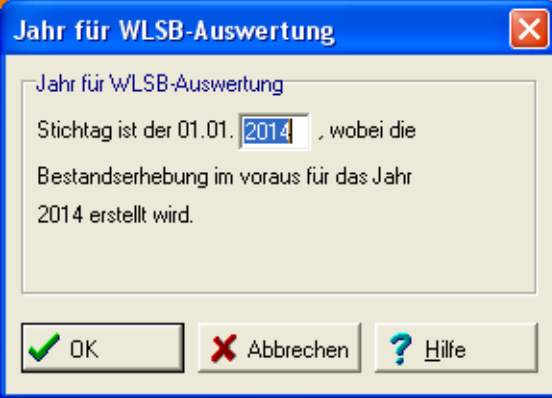 Jahr für WLSB-Auswertung
Jahr für WLSB-Auswertung
Stichtag ist der 01.01. 2014 , wobei die
Bestandserhebung im voraus für das Jahr
2014 erstellt wird.
OK Abbrechen Hilfe